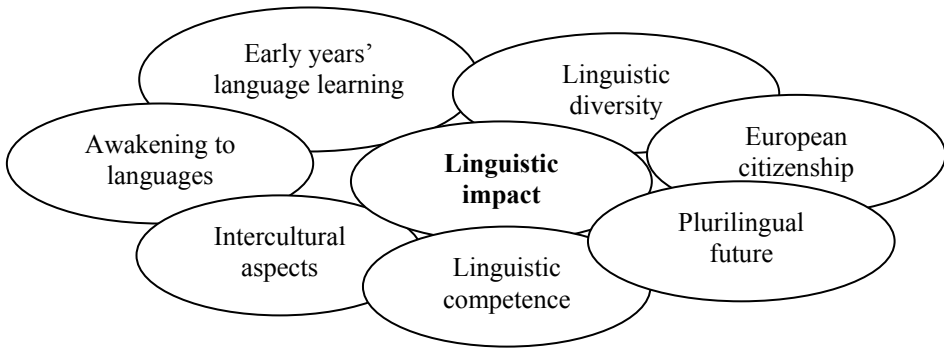 Early years’
language learning
Linguistic
diversity
Awakening to
languages
Linguistic
impact
European
citizenship
Intercultural
aspects
Linguistic
competence
Plurilingual
future